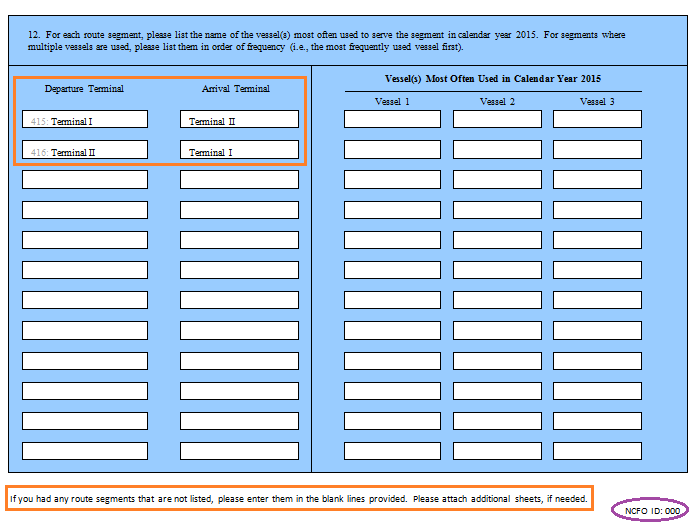 12. For each route segment, please list the name of the vessel(s) most often used to serve the segment in calendar year 2015. For segments where
multiple vessels are used, please list them in order of frequency (i.e., the most frequently used vessel first).
Vessel(s) Most Often Used in Calendar Year 2015
Departure Terminal Arrival Terminal
Vessel 1 Vessel 2 Vessel 3
415: Terminal I Terminal II
416: Terminal II Terminal I
If you had any route segments that are not listed, please enter them in the blank lines provided. Please attach additional sheets, if needed.
NCFO ID: 000